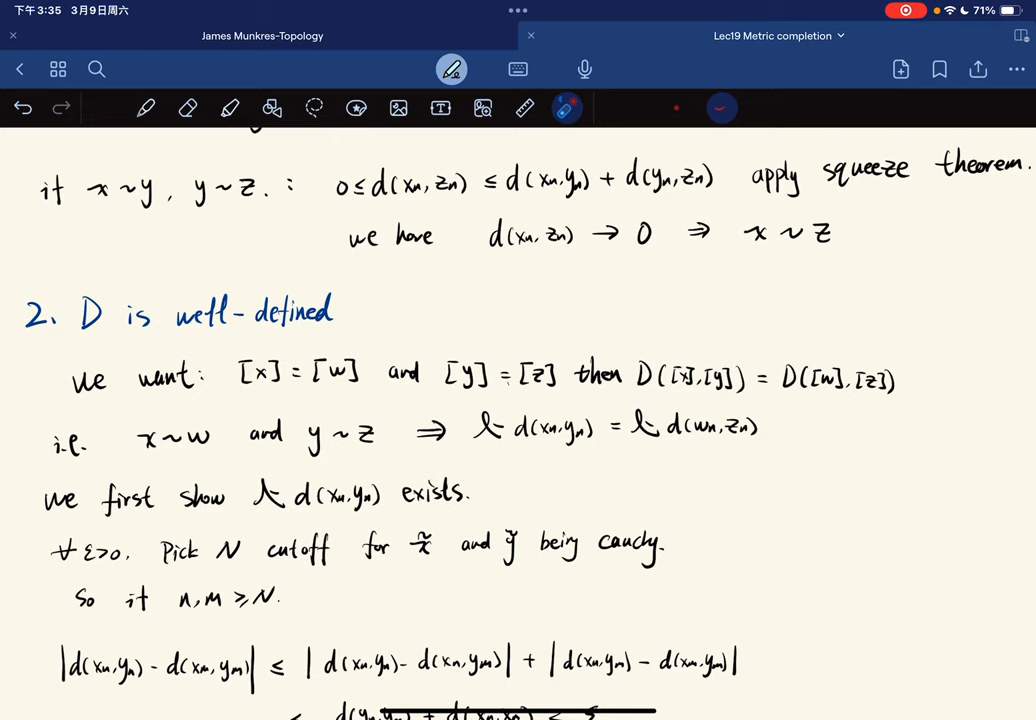 下午3:35 3月9日周六
71%
James Munkres-Topology
Lec19 Metric completion
if x ~ y, y ~ z. : 0 ≤ d(xn, zn) ≤ d(xn, yn) + d(yn, zn) apply squeeze theorem.
we have d(xn, zn) → 0 ⇒ x ~ z
2. D is well-defined
we want: [x] = [w] and [y] = [z] then D([x],[y]) = D([w],[z])
i.e. x ~ w and y ~ z ⇒ lim d(xn, yn) = lim d(wn, zn)
we first show lim d(xn, yn) exists.
∀ ε>0. Pick N cutoff for x̃ and ỹ being cauchy.
So if n, m ≥ N.
|d(xn, yn) - d(xm, ym)| ≤ |d(xn, yn) - d(xn, ym)| + |d(xn, ym) - d(xm, ym)|